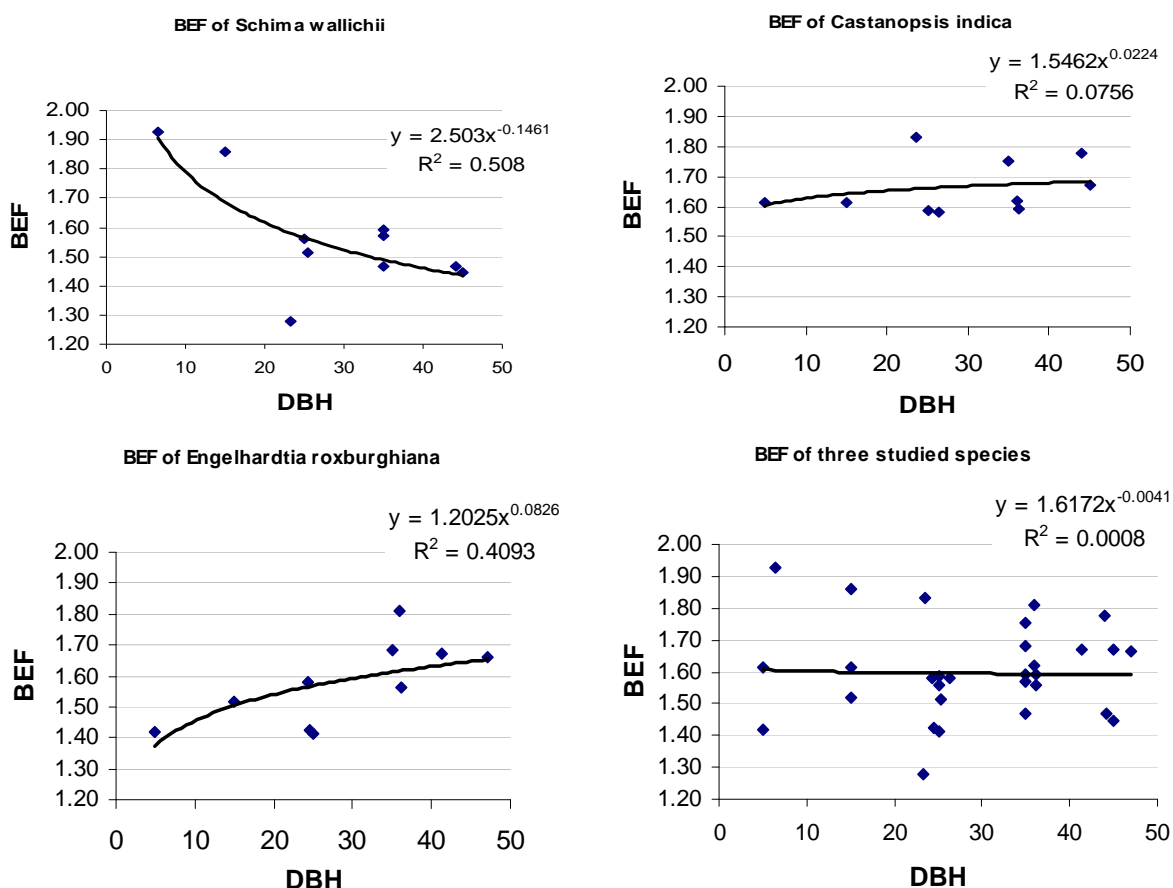 BEF of Schima wallichii
y = 2.503x^-0.1461
R² = 0.508
2.00
1.90
1.80
1.70
1.60
1.50
1.40
1.30
1.20
BEF
0 10 20 30 40 50
DBH
BEF of Castanopsis indica
y = 1.5462x^0.0224
R² = 0.0756
2.00
1.90
1.80
1.70
1.60
1.50
1.40
1.30
1.20
BEF
0 10 20 30 40 50
DBH
BEF of Engelhardtia roxburghiana
y = 1.2025x^0.0826
R² = 0.4093
2.00
1.90
1.80
1.70
1.60
1.50
1.40
1.30
1.20
BEF
0 10 20 30 40 50
DBH
BEF of three studied species
y = 1.6172x^-0.0041
R² = 0.0008
2.00
1.90
1.80
1.70
1.60
1.50
1.40
1.30
1.20
BEF
0 10 20 30 40 50
DBH